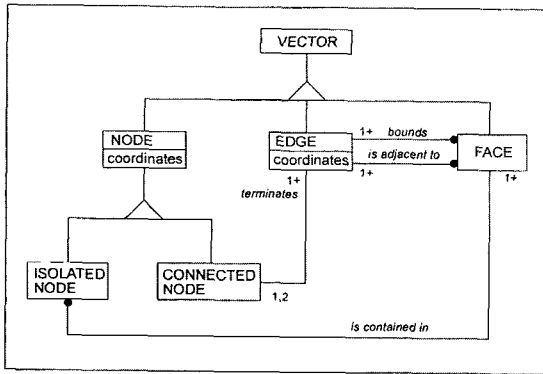 VECTOR
NODE
coordinates
EDGE
coordinates
1+ bounds
is adjacent to
1+
FACE
1+
1+
terminates
ISOLATED
NODE
CONNECTED
NODE
1,2
is contained in